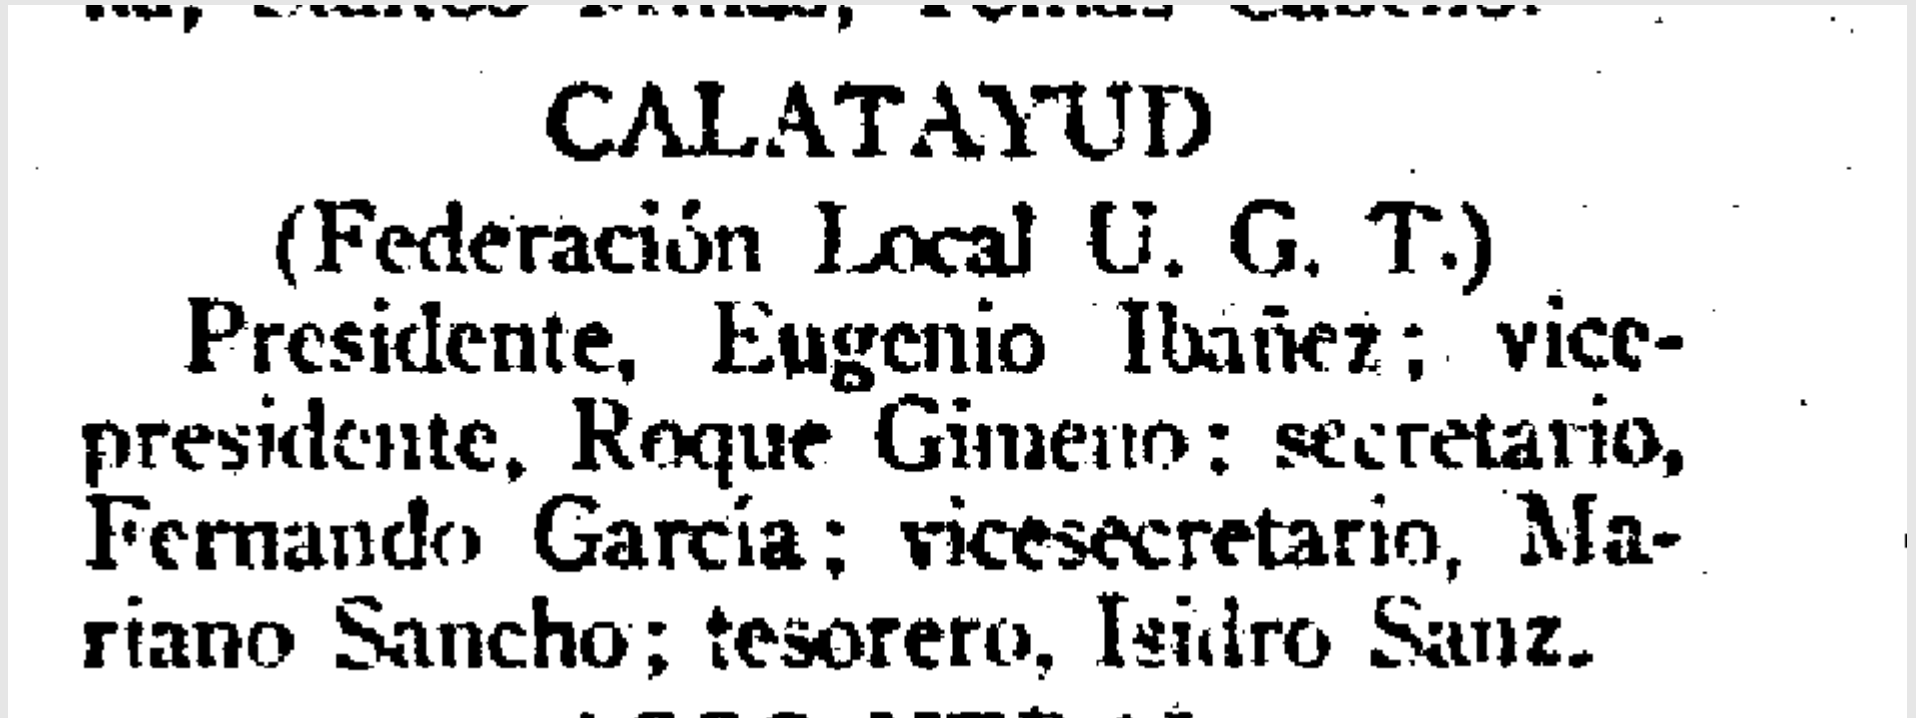 CALATAYUD
(Federación Local U. G. T.)
Presidente, Eugenio Ibáñez; vice-
presidente, Roque Gimeno; secretario,
Fernando García; vicesecretario, Ma-
riano Sancho; tesorero, Isidro Sanz.